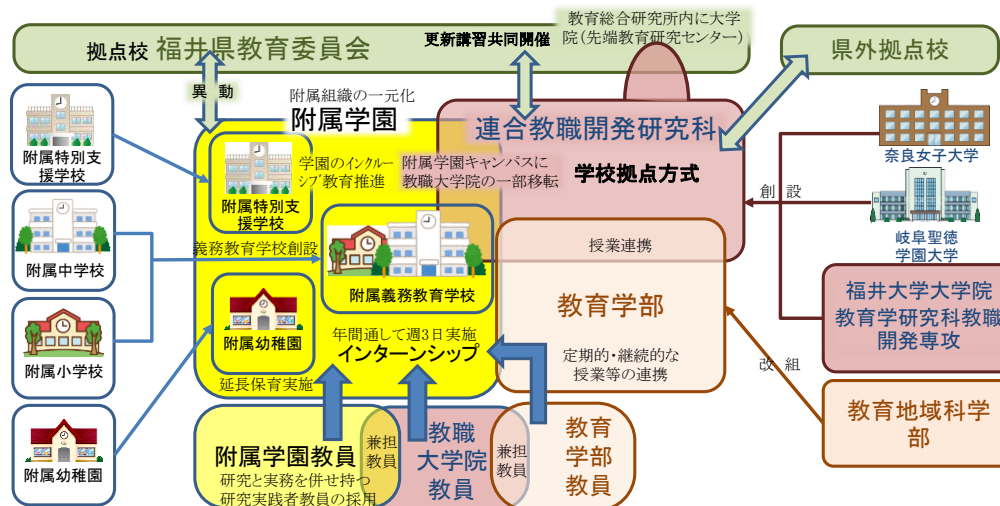 拠点校 福井県教育委員会
更新講習共同開催
教育総合研究所内に大学
院(先端教育研究センター)
県外拠点校
異 動
附属組織の一元化
附属学園
連合教職開発研究科
学校拠点方式
附属特別支
援学校
附属中学校
附属小学校
附属幼稚園
附属特別支
援学校
学園のインクルー
シブ教育推進
附属学園キャンパスに
教職大学院の一部移転
義務教育学校創設
附属義務教育学校
附属幼稚園
延長保育実施
年間通して週3日実施
インターンシップ
授業連携
教育学部
定期的・継続的な
授業等の連携
奈良女子大学
創 設
岐阜聖徳
学園大学
福井大学大学院
教育学研究科教職
開発専攻
改 組
教育地域科学
部
附属学園教員
研究と実務を併せ持つ
研究実践者教員の採用
兼担
教員
教職
大学院
教員
兼担
教員
教育
学部
教員